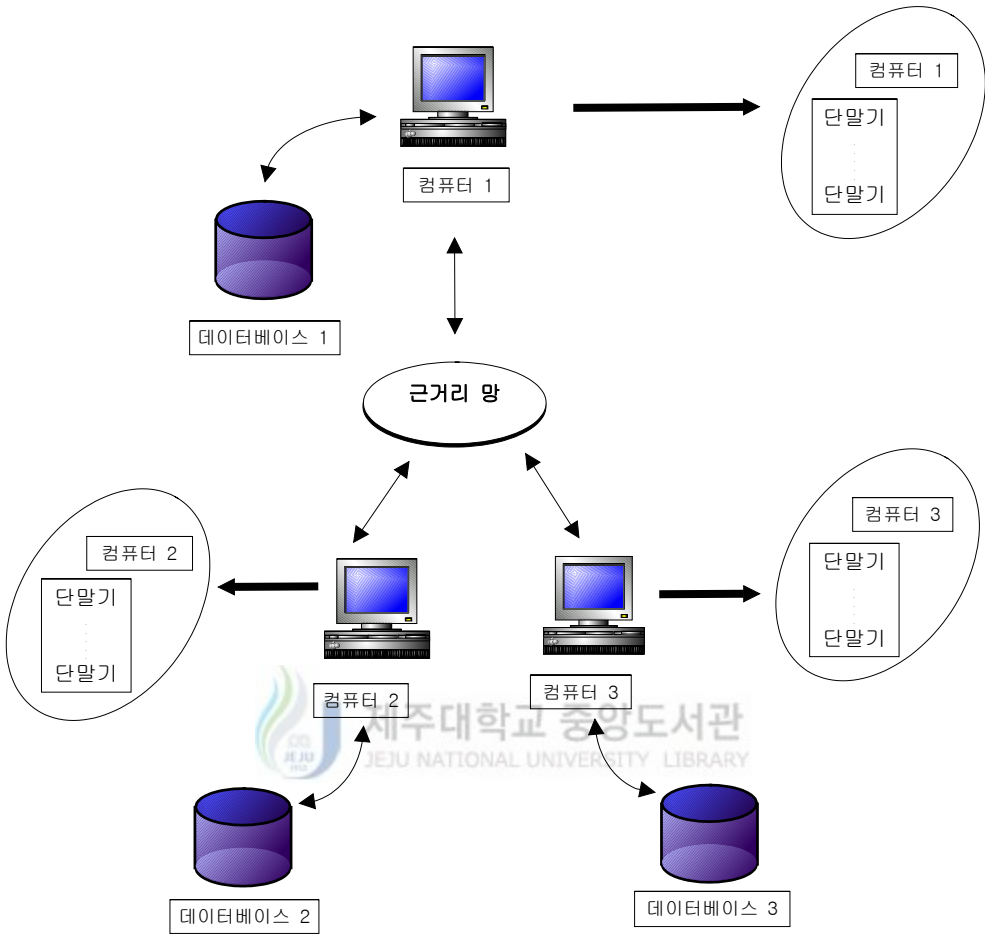 컴퓨터 1
단말기
단말기
컴퓨터 1
데이터베이스 1
근거리 망
컴퓨터 2
단말기
단말기
컴퓨터 3
단말기
단말기
컴퓨터 2
컴퓨터 3
제주대학교 중앙도서관
JEJU NATIONAL UNIVERSITY LIBRARY
JEJU
1952
데이터베이스 2
데이터베이스 3